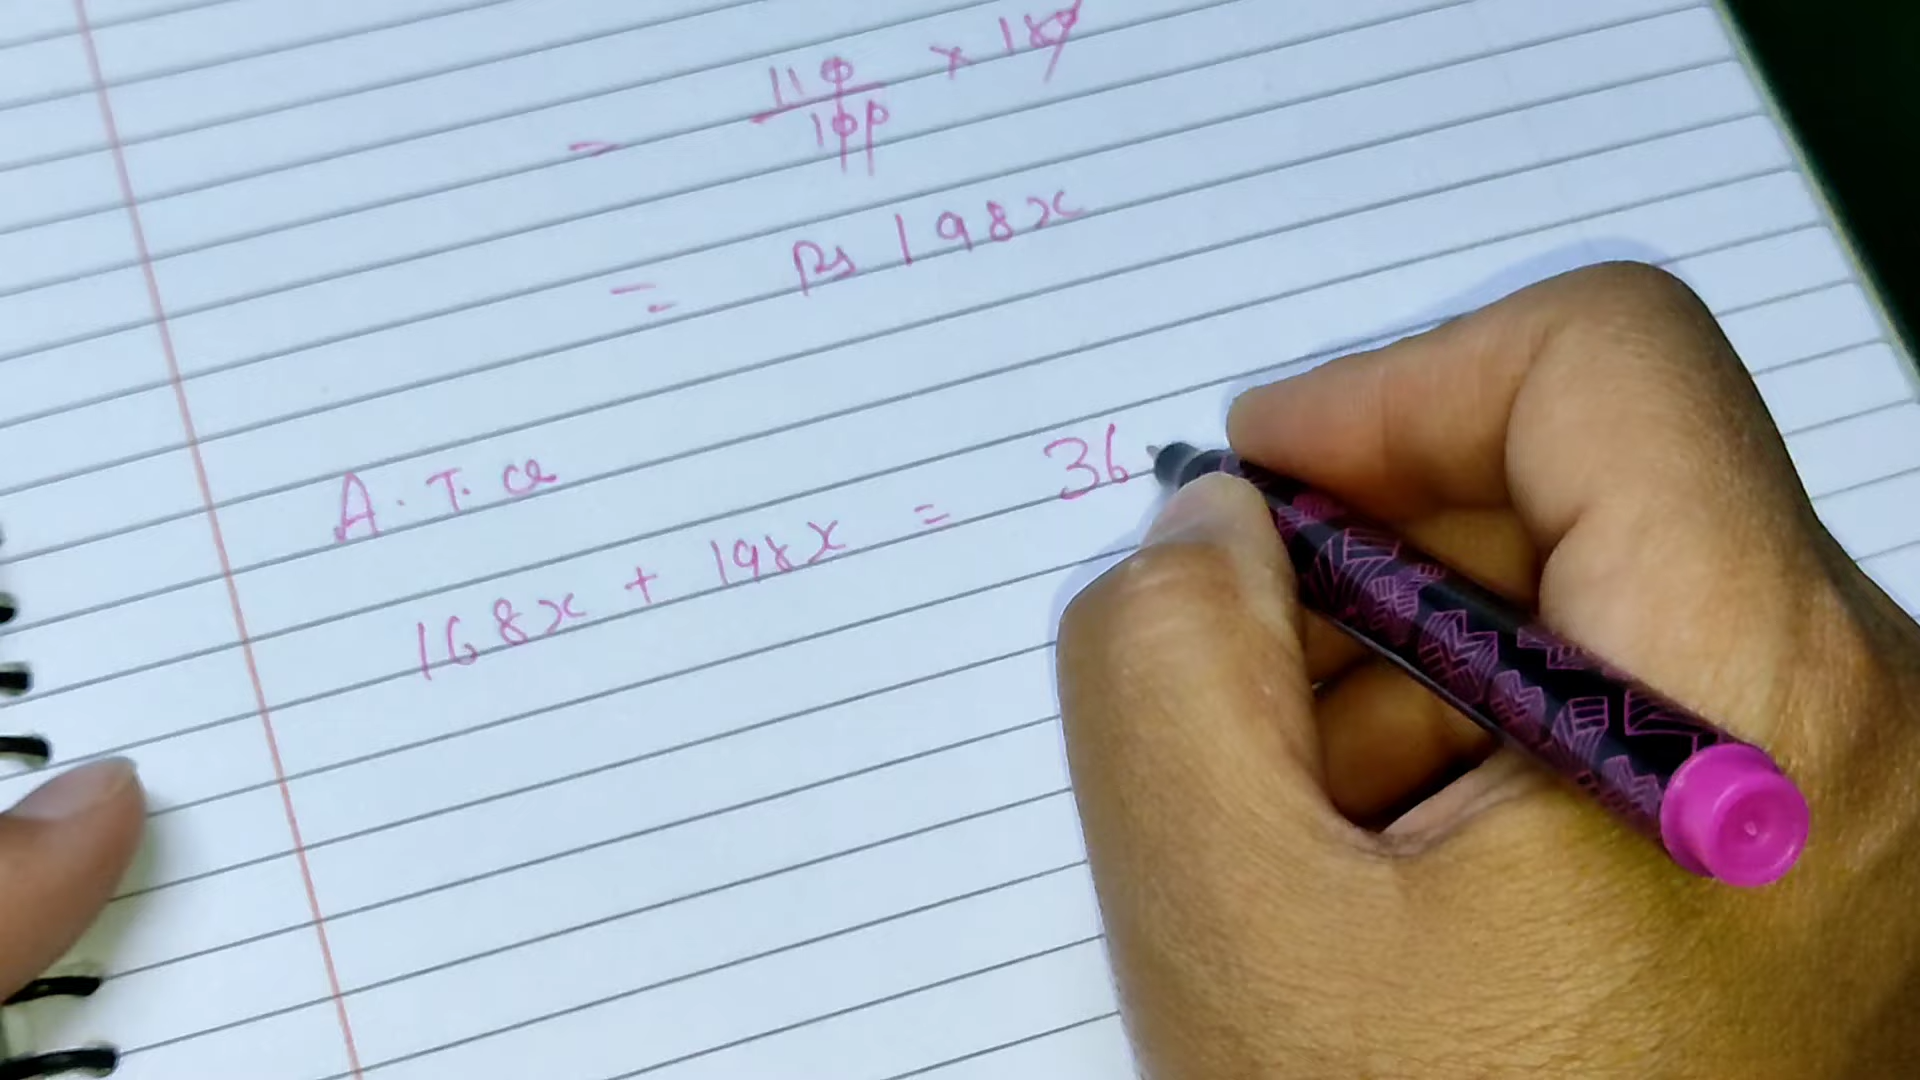 = 110/100 × 180
= Rs 198x
A.T.Q
168x + 198x = 36